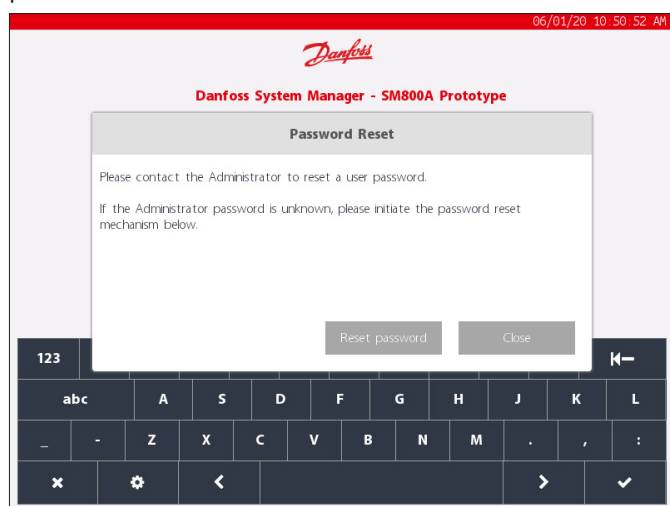 06/01/20 10:50:52 AM
Danfoss
Danfoss System Manager - SM800A Prototype
Password Reset
Please contact the Administrator to reset a user password.
If the Administrator password is unknown, please initiate the password reset
mechanism below.
Reset password Close
123
abc A S D F G H J K L
_ - Z X C V B N M . , :